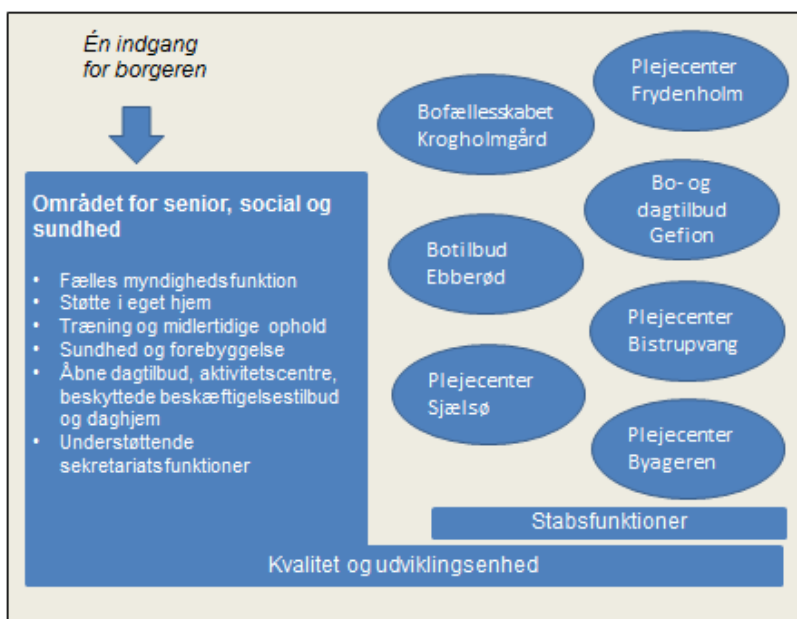 Én indgang
for borgeren
Området for senior, social og
sundhed
• Fælles myndighedsfunktion
• Støtte i eget hjem
• Træning og midlertidige ophold
• Sundhed og forebyggelse
• Åbne dagtilbud, aktivitetscentre,
beskyttede beskæftigelsestilbud
og daghjem
• Understøttende
sekretariatsfunktioner
Bofællesskabet
Krogholmgård
Plejecenter
Frydenholm
Bo- og
dagtilbud
Gefion
Botilbud
Ebberød
Plejecenter
Bistrupvang
Plejecenter
Sjælsø
Plejecenter
Byageren
Stabsfunktioner
Kvalitet og udviklingsenhed